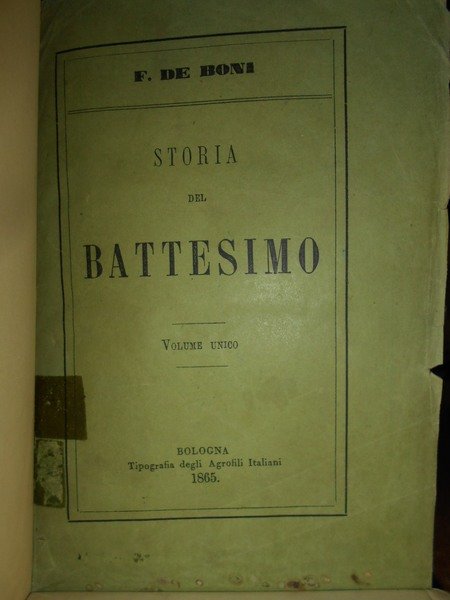 F. DE BONI
STORIA
DEL
BATTESIMO
VOLUME UNICO
BOLOGNA
Tipografia degli Agrofili Italiani
1865.